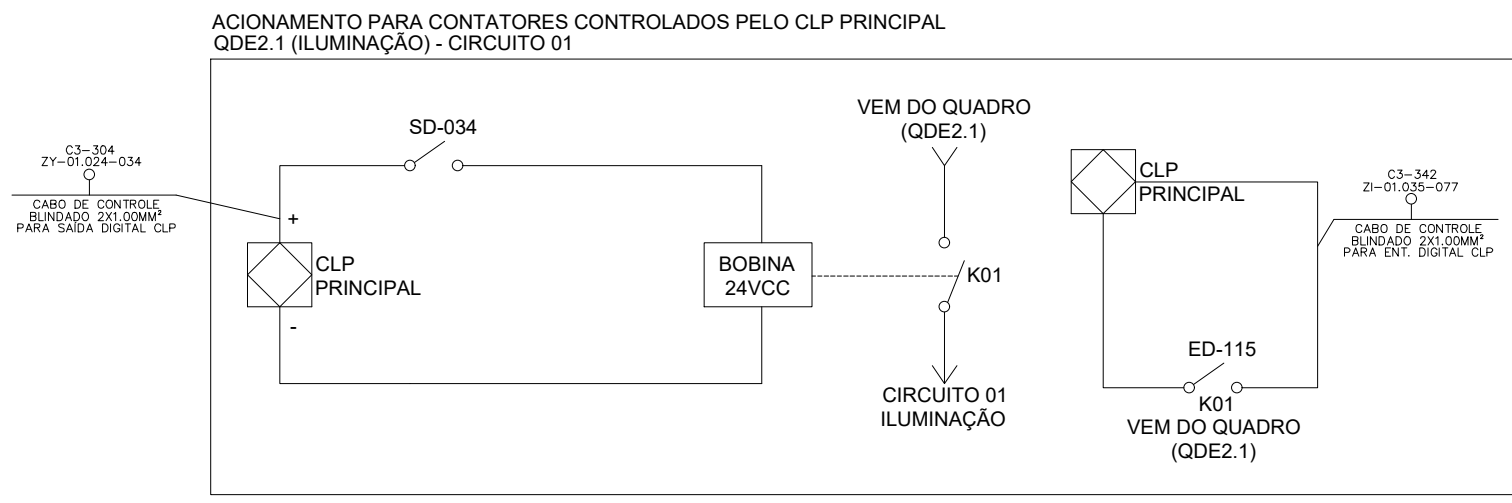 ACIONAMENTO PARA CONTATORES CONTROLADOS PELO CLP PRINCIPAL
QDE2.1 (ILUMINAÇÃO) - CIRCUITO 01
C3-304
ZY-01.024-034
CABO DE CONTROLE
BLINDADO 2X1.00MM²
PARA SAÍDA DIGITAL CLP
SD-034
+
CLP
PRINCIPAL
-
BOBINA
24VCC
VEM DO QUADRO
(QDE2.1)
K01
CIRCUITO 01
ILUMINAÇÃO
CLP
PRINCIPAL
ED-115
K01
VEM DO QUADRO
(QDE2.1)
C3-342
ZI-01.035-077
CABO DE CONTROLE
BLINDADO 2X1.00MM²
PARA ENT. DIGITAL CLP